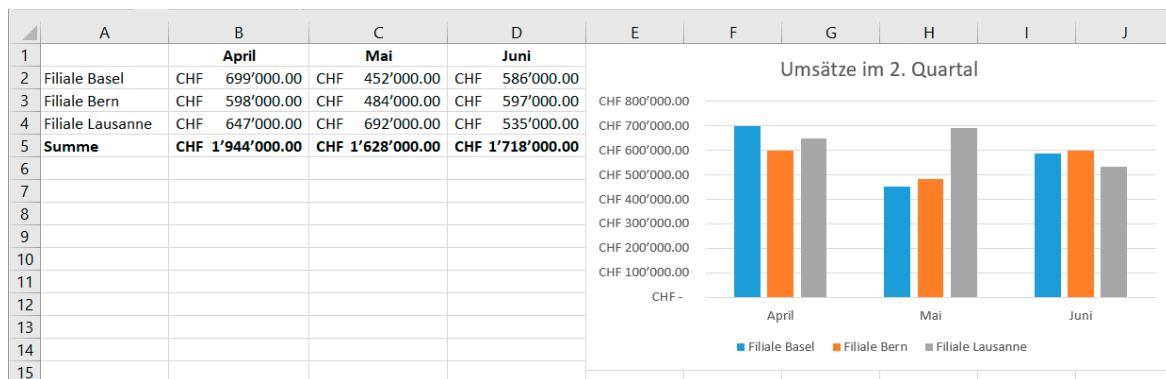 A B C D E F G H I J
1 April Mai Juni
2 Filiale Basel CHF 699'000.00 CHF 452'000.00 CHF 586'000.00
3 Filiale Bern CHF 598'000.00 CHF 484'000.00 CHF 597'000.00
4 Filiale Lausanne CHF 647'000.00 CHF 692'000.00 CHF 535'000.00
5 Summe CHF 1'944'000.00 CHF 1'628'000.00 CHF 1'718'000.00
6
7
8
9
10
11
12
13
14
15
Umsätze im 2. Quartal
CHF 800'000.00
CHF 700'000.00
CHF 600'000.00
CHF 500'000.00
CHF 400'000.00
CHF 300'000.00
CHF 200'000.00
CHF 100'000.00
CHF -
April Mai Juni
Filiale Basel Filiale Bern Filiale Lausanne